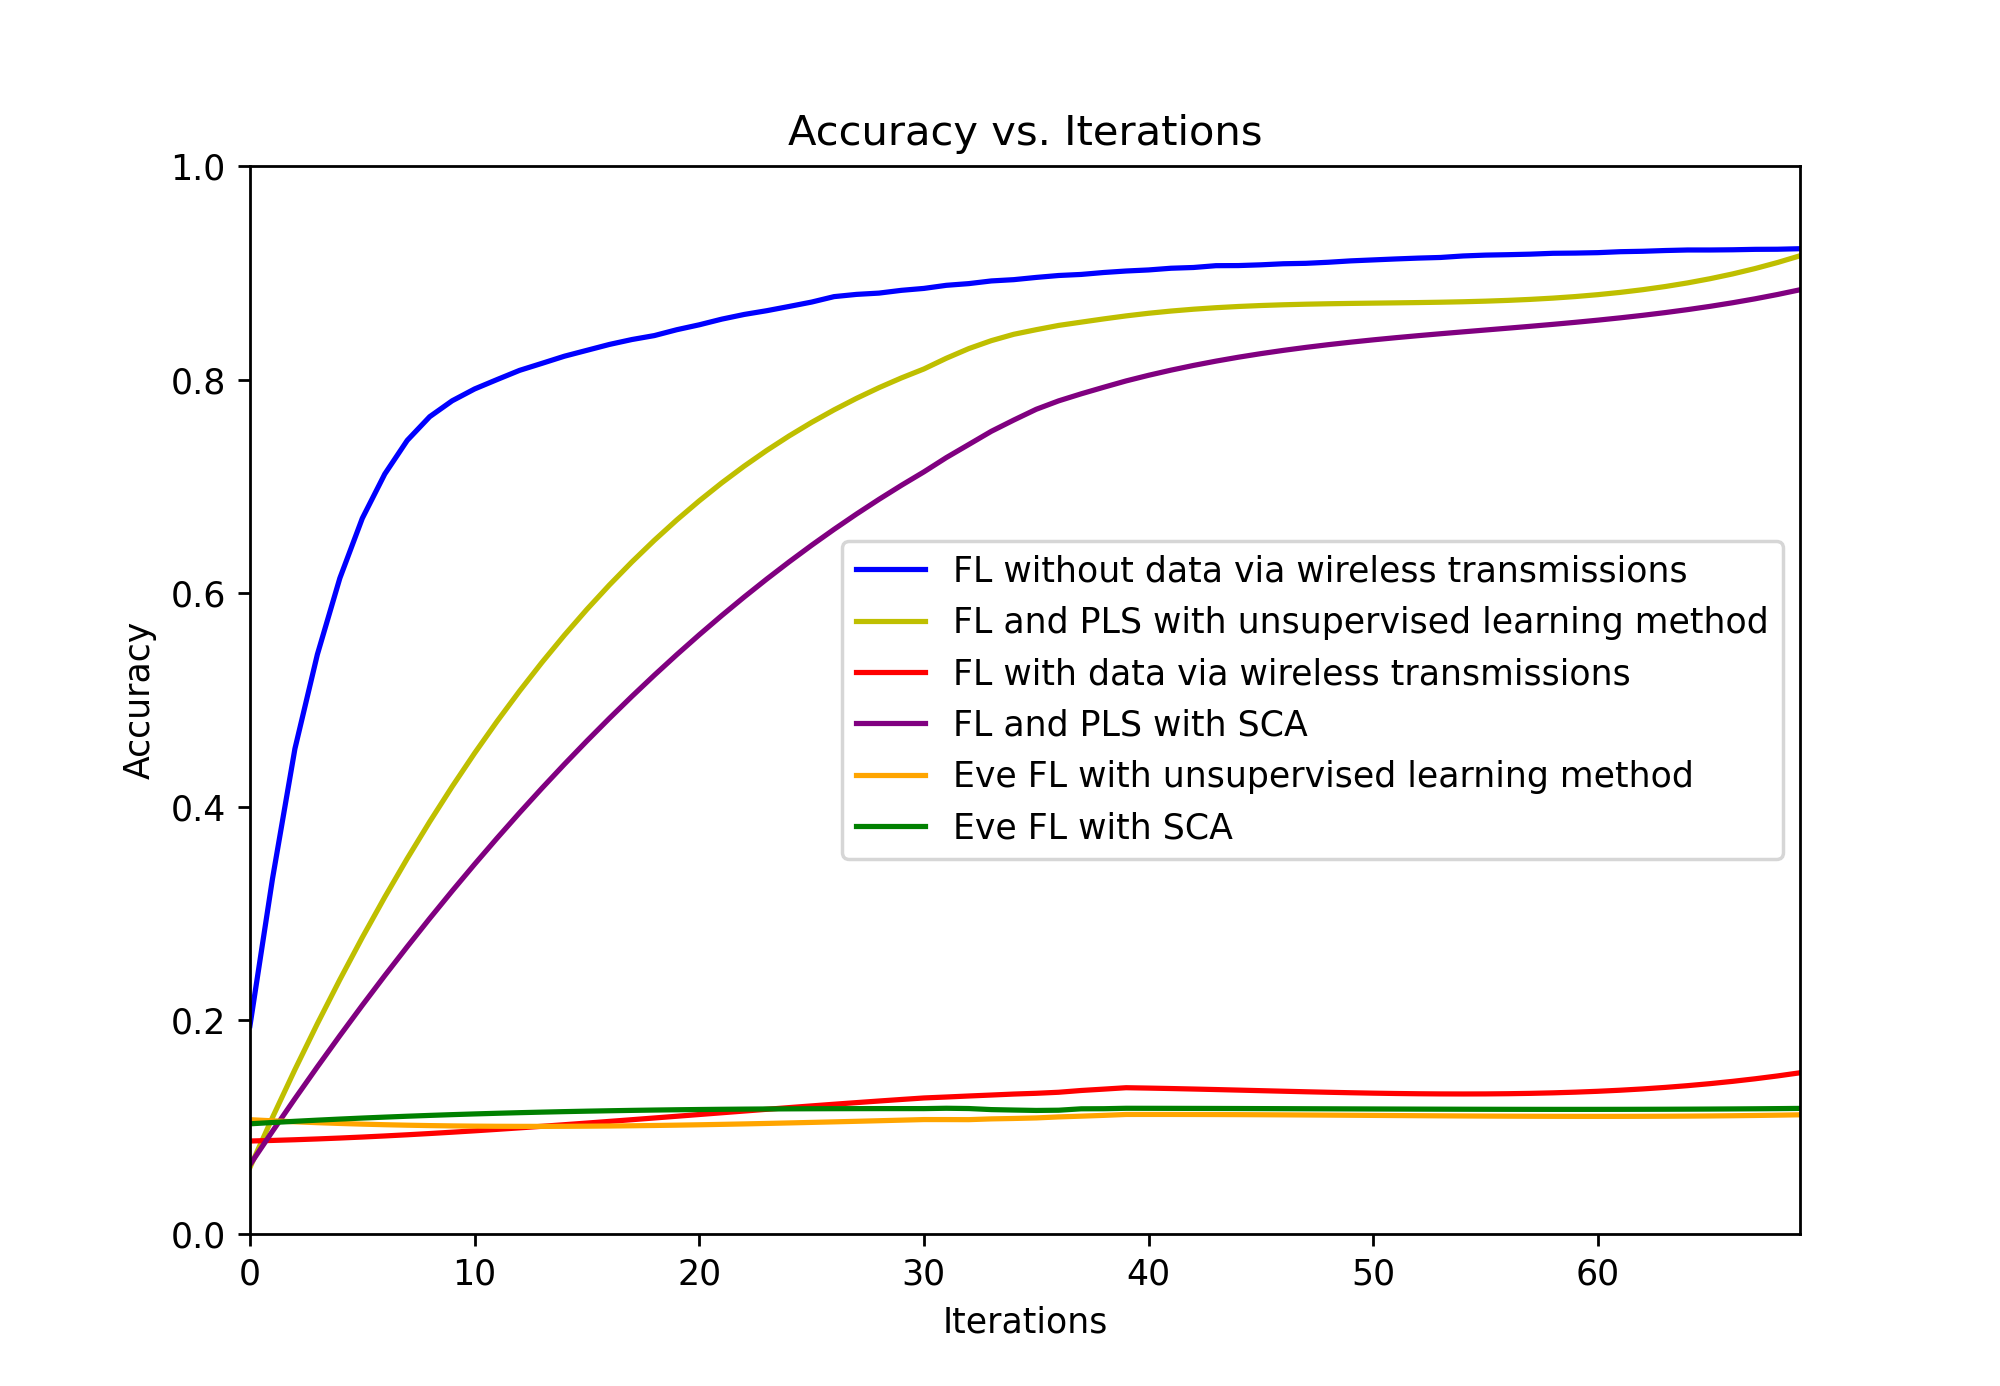 Accuracy vs. Iterations
1.0
0.8
0.6
0.4
0.2
0.0
Accuracy
FL without data via wireless transmissions
FL and PLS with unsupervised learning method
FL with data via wireless transmissions
FL and PLS with SCA
Eve FL with unsupervised learning method
Eve FL with SCA
0 10 20 30 40 50 60
Iterations